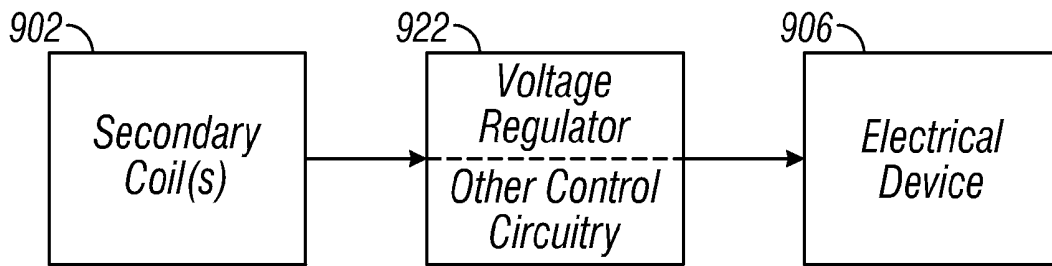 902
922
906
Secondary
Coil(s)
Voltage
Regulator
Other Control
Circuitry
Electrical
Device